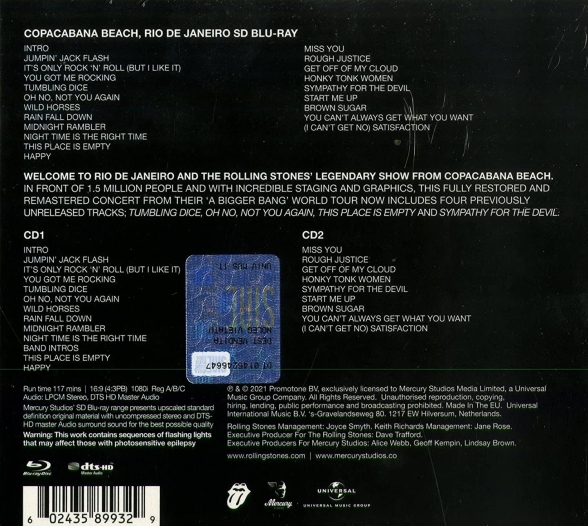 COPACABANA BEACH, RIO DE JANEIRO SD BLU-RAY
INTRO
JUMPIN' JACK FLASH
IT'S ONLY ROCK 'N' ROLL (BUT I LIKE IT)
YOU GOT ME ROCKING
TUMBLING DICE
OH NO, NOT YOU AGAIN
WILD HORSES
RAIN FALL DOWN
MIDNIGHT RAMBLER
NIGHT TIME IS THE RIGHT TIME
THIS PLACE IS EMPTY
HAPPY
MISS YOU
ROUGH JUSTICE
GET OFF OF MY CLOUD
HONKY TONK WOMEN
SYMPATHY FOR THE DEVIL
START ME UP
BROWN SUGAR
YOU CAN'T ALWAYS GET WHAT YOU WANT
(I CAN'T GET NO) SATISFACTION
WELCOME TO RIO DE JANEIRO AND THE ROLLING STONES' LEGENDARY SHOW FROM COPACABANA BEACH.
IN FRONT OF 1.5 MILLION PEOPLE AND WITH INCREDIBLE STAGING AND GRAPHICS, THIS FULLY RESTORED AND
REMASTERED CONCERT FROM THEIR 'A BIGGER BANG' WORLD TOUR NOW INCLUDES FOUR PREVIOUSLY
UNRELEASED TRACKS; TUMBLING DICE, OH NO, NOT YOU AGAIN, THIS PLACE IS EMPTY AND SYMPATHY FOR THE DEVIL.
CD1
INTRO
JUMPIN' JACK FLASH
IT'S ONLY ROCK 'N' ROLL (BUT I LIKE IT)
YOU GOT ME ROCKING
TUMBLING DICE
OH NO, NOT YOU AGAIN
WILD HORSES
RAIN FALL DOWN
MIDNIGHT RAMBLER
NIGHT TIME IS THE RIGHT TIME
BAND INTROS
THIS PLACE IS EMPTY
HAPPY
CD2
MISS YOU
ROUGH JUSTICE
GET OFF OF MY CLOUD
HONKY TONK WOMEN
SYMPATHY FOR THE DEVIL
START ME UP
BROWN SUGAR
YOU CAN'T ALWAYS GET WHAT YOU WANT
(I CAN'T GET NO) SATISFACTION
SIAE
NOLEG VIETATO
DEST VENDITA
Run time 117 mins | 16:9 (4:3PB) 1080i Reg A/B/C
Audio: LPCM Stereo, DTS HD Master Audio
Mercury Studios' SD Blu-ray range presents upscaled standard
definition original material with uncompressed stereo and DTS-
HD master Audio surround sound for the best possible quality
Warning: This work contains sequences of flashing lights
that may affect those with photosensitive epilepsy
℗ & © 2021 Promotone BV, exclusively licensed to Mercury Studios Media Limited, a Universal
Music Group Company. All Rights Reserved. Unauthorised reproduction, copying,
hiring, lending, public performance and broadcasting prohibited. Made In The EU. Universal
International Music B.V. 's-Gravelandseweg 80. 1217 EW Hilversum, Netherlands.
Rolling Stones Management: Joyce Smyth. Keith Richards Management: Jane Rose.
Executive Producer For The Rolling Stones: Dave Trafford.
Executive Producers For Mercury Studios: Alice Webb, Geoff Kempin, Lindsay Brown.
www.rollingstones.com | www.mercurystudios.co
Blu-ray Disc
dts-HD
Master Audio
Mercury
STUDIOS
UNIVERSAL
UNIVERSAL MUSIC GROUP
6 02435 89932 9